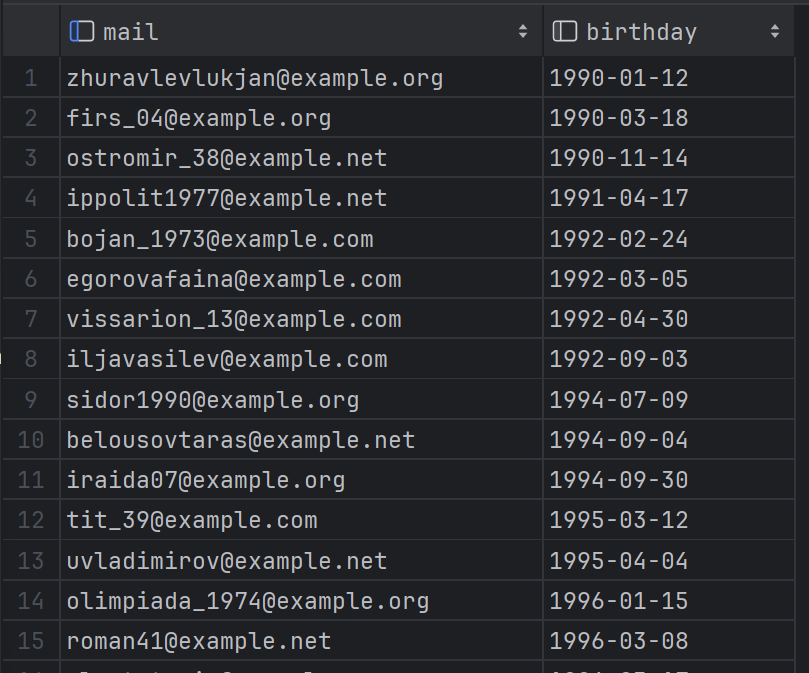 mail birthday
1 zhuravlevlukjan@example.org 1990-01-12
2 firs_04@example.org 1990-03-18
3 ostromir_38@example.net 1990-11-14
4 ippolit1977@example.net 1991-04-17
5 bojan_1973@example.com 1992-02-24
6 egorovafaina@example.com 1992-03-05
7 vissarion_13@example.com 1992-04-30
8 iljavasilev@example.com 1992-09-03
9 sidor1990@example.org 1994-07-09
10 belousovtaras@example.net 1994-09-04
11 iraida07@example.org 1994-09-30
12 tit_39@example.com 1995-03-12
13 uvladimirov@example.net 1995-04-04
14 olimpiada_1974@example.org 1996-01-15
15 roman41@example.net 1996-03-08